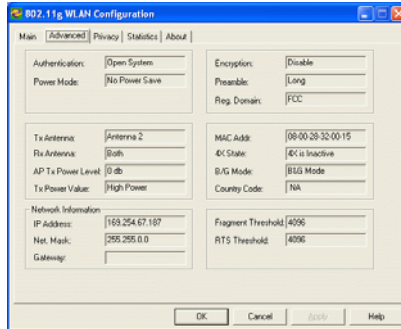 802.11g WLAN Configuration
Main Advanced Privacy Statistics About
Authentication: Open System
Power Mode: No Power Save
Encryption: Disable
Preamble: Long
Reg. Domain: FCC
Tx Antenna: Antenna 2
Rx Antenna: Both
AP Tx Power Level: 0 db
Tx Power Value: High Power
MAC Addr: 08-00-28-32-00-15
4X State: 4X is Inactive
B/G Mode: B&G Mode
Country Code: NA
Network Information
IP Address: 169.254.67.187
Net. Mask: 255.255.0.0
Gateway:
Fragment Threshold: 4096
RTS Threshold: 4096
OK Cancel Apply Help